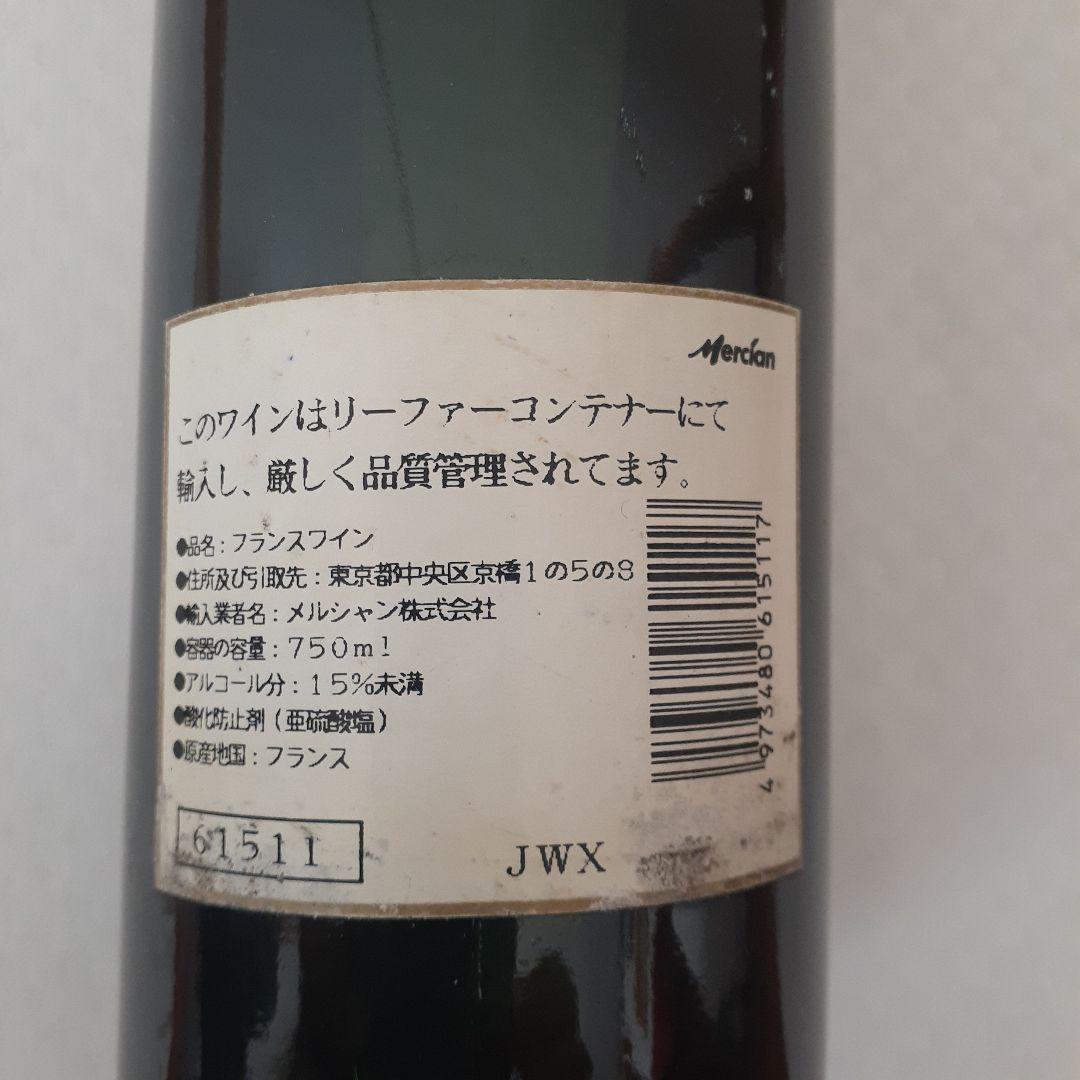 Mercian
このワインはリーファーコンテナーにて
輸入し、厳しく品質管理されてます。
●品名：フランスワイン
●住所及び引取先：東京都中央区京橋1の5の8
●輸入業者名：メルシャン株式会社
●容器の容量：750ml
●アルコール分：15%未満
●酸化防止剤(亜硫酸塩)
●原産地国：フランス
4 973480 615117
61511
JWX